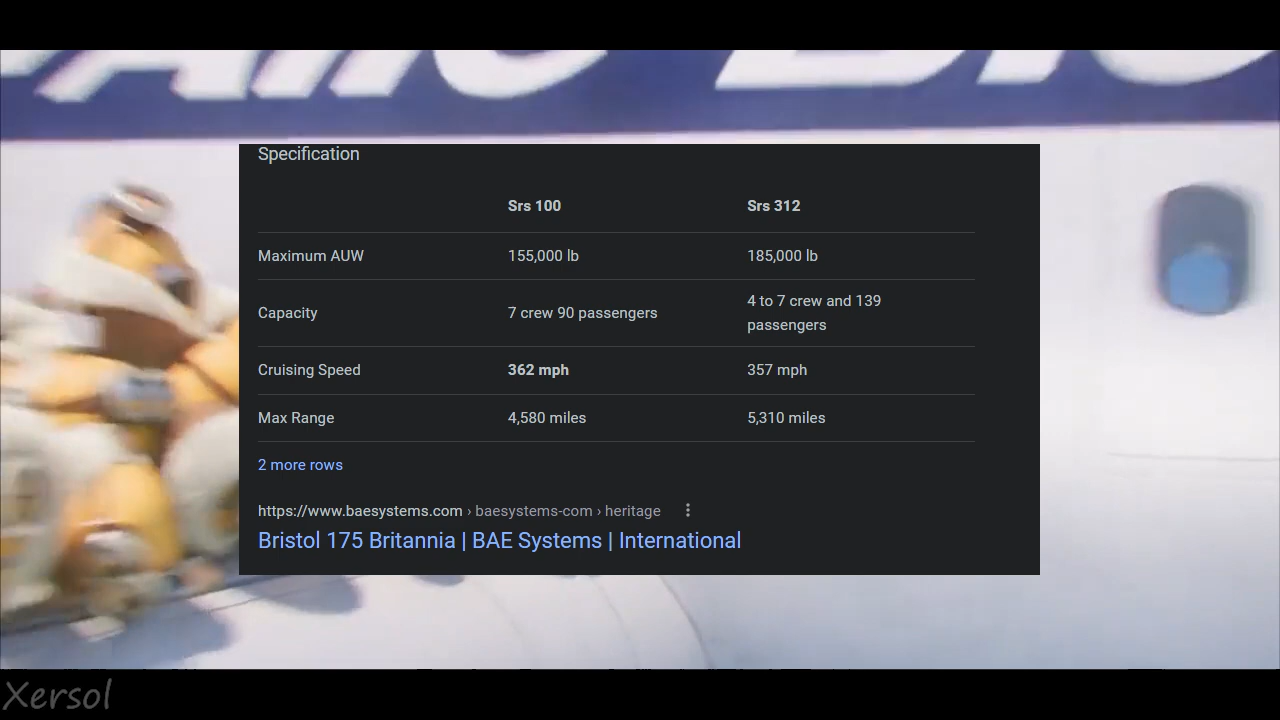 Specification
Srs 100 Srs 312
Maximum AUW 155,000 lb 185,000 lb
Capacity 7 crew 90 passengers 4 to 7 crew and 139 passengers
Cruising Speed 362 mph 357 mph
Max Range 4,580 miles 5,310 miles
2 more rows
https://www.baesystems.com › baesystems-com › heritage
Bristol 175 Britannia | BAE Systems | International
Xersol